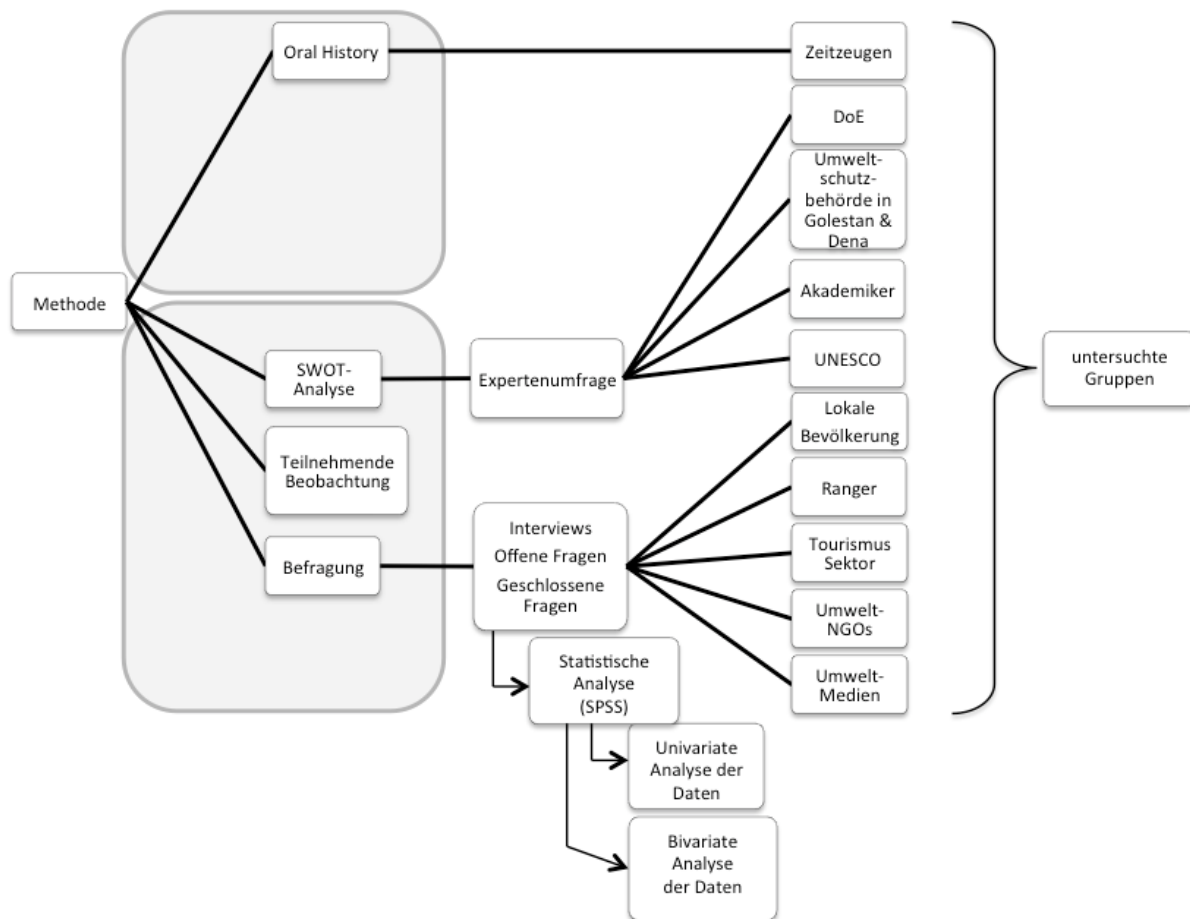 Oral History
Zeitzeugen
DoE
Umwelt-
schutz-
behörde in
Golestan &
Dena
Methode
Akademiker
SWOT-
Analyse
Expertenumfrage
UNESCO
untersuchte
Gruppen
Lokale
Bevölkerung
Teilnehmende
Beobachtung
Ranger
Befragung
Interviews
Offene Fragen
Geschlossene
Fragen
Tourismus
Sektor
Umwelt-
NGOs
Statistische
Analyse
(SPSS)
Umwelt-
Medien
Univariate
Analyse der
Daten
Bivariate
Analyse
der Daten